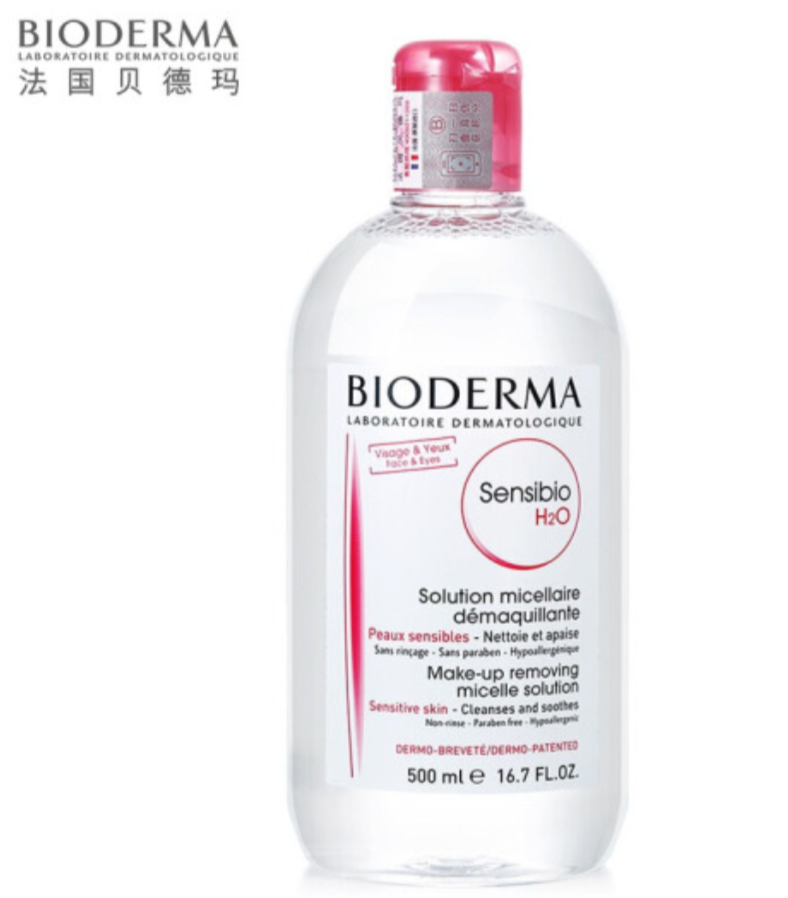 BIODERMA
LABORATOIRE DERMATOLOGIQUE
法国贝德玛
BIODERMA
LABORATOIRE DERMATOLOGIQUE
Visage & Yeux
Face & Eyes
Sensibio
H2O
Solution micellaire
démaquillante
Peaux sensibles - Nettoie et apaise
Sans rinçage - Sans paraben - Hypoallergénique
Make-up removing
micelle solution
Sensitive skin - Cleanses and soothes
Non-rinse - Paraben free - Hypoallergenic
DERMO-BREVETÉ/DERMO-PATENTED
500 ml e 16.7 FL.OZ.